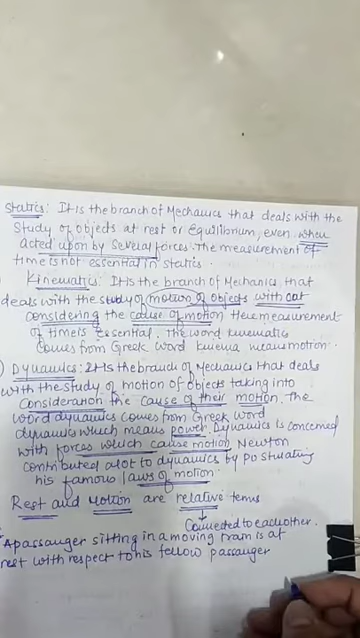 Statics: It is the branch of Mechanics that deals with the
study of objects at rest or Equilibrium, even when
acted upon by several forces. The measurement of
time is not essential in statics.
Kinematics: It is the branch of Mechanics that
deals with the study of motion of objects with out
considering the cause of motion Here measurement
of time is Essential. The word kinematics
comes from Greek word kinema means motion.
) Dynamics: It is the branch of Mechanics that deals
with the study of motion of objects taking into
Consideration the cause of their motion. The
word dynamics comes from Greek word
dynamis which means power Dynamics is concerned
with forces which cause motion Newton
contributed a lot to dynamics by postulating
his famous laws of motion.
Rest and Motion are relative terms
Connected to each other.
A passanger sitting in a moving train is at
rest with respect to his fellow passanger